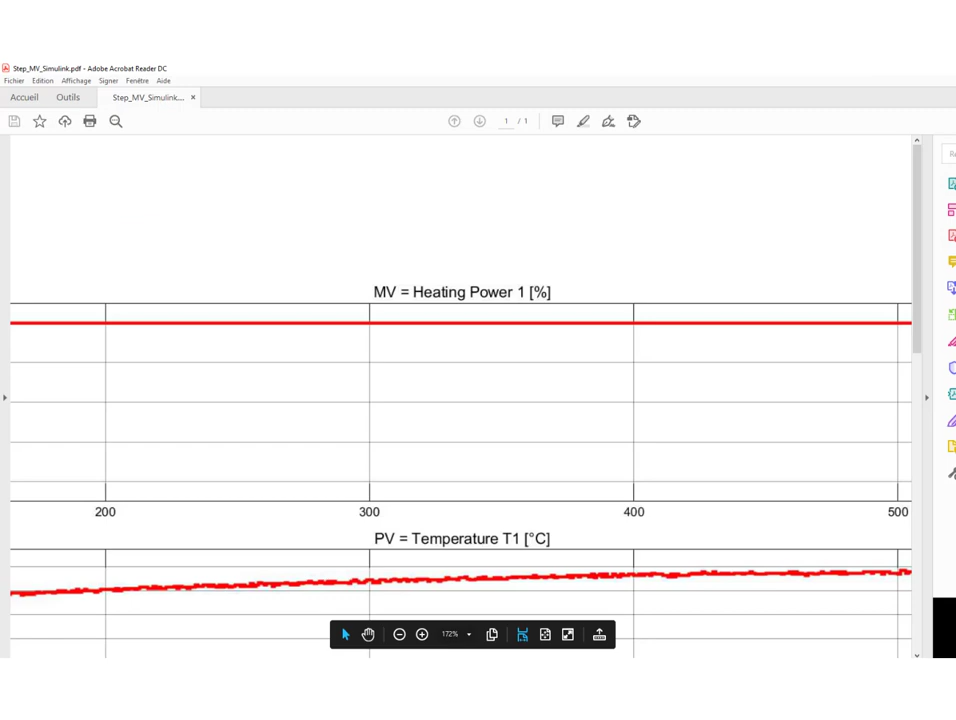 Step_MV_Simulink.pdf - Adobe Acrobat Reader DC
Fichier Edition Affichage Signer Fenêtre Aide
Accueil Outils Step_MV_Simulink.... ×
1 / 1
MV = Heating Power 1 [%]
200 300 400 500
PV = Temperature T1 [°C]
172%